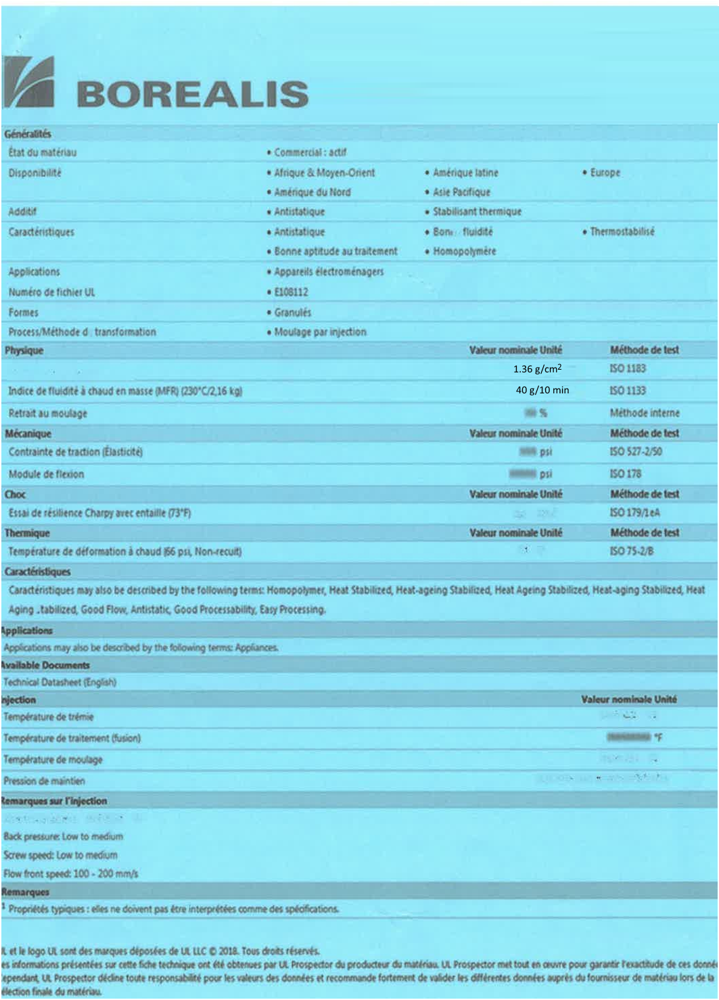 BOREALIS
Généralités
État du matériau • Commercial : actif
Disponibilité • Afrique & Moyen-Orient • Amérique latine • Europe
• Amérique du Nord • Asie Pacifique
Additif • Antistatique • Stabilisant thermique
Caractéristiques • Antistatique • Bon fluidité • Thermostabilisé
• Bonne aptitude au traitement • Homopolymère
Applications • Appareils électroménagers
Numéro de fichier UL • E108112
Formes • Granulés
Process/Méthode d transformation • Moulage par injection
Physique Valeur nominale Unité Méthode de test
1.36 g/cm² ISO 1183
Indice de fluidité à chaud en masse (MFR) (230°C/2,16 kg) 40 g/10 min ISO 1133
Retrait au moulage % Méthode interne
Mécanique Valeur nominale Unité Méthode de test
Contrainte de traction (Élasticité) psi ISO 527-2/50
Module de flexion psi ISO 178
Choc Valeur nominale Unité Méthode de test
Essai de résilience Charpy avec entaille (73°F) ISO 179/1eA
Thermique Valeur nominale Unité Méthode de test
Température de déformation à chaud (66 psi, Non-recuit) ISO 75-2/B
Caractéristiques
Caractéristiques may also be described by the following terms: Homopolymer, Heat Stabilized, Heat-ageing Stabilized, Heat Ageing Stabilized, Heat-aging Stabilized, Heat
Aging .tabilized, Good Flow, Antistatic, Good Processability, Easy Processing.
Applications
Applications may also be described by the following terms: Appliances.
Available Documents
Technical Datasheet (English)
njection Valeur nominale Unité
Température de trémie
Température de traitement (fusion) °F
Température de moulage
Pression de maintien
Remarques sur l'injection
Back pressure: Low to medium
Screw speed: Low to medium
Flow front speed: 100 - 200 mm/s
Remarques
1 Propriétés typiques : elles ne doivent pas être interprétées comme des spécifications.
L et le logo UL sont des marques déposées de UL LLC © 2018. Tous droits réservés.
es informations présentées sur cette fiche technique ont été obtenues par UL Prospector du producteur du matériau. UL Prospector met tout en œuvre pour garantir l'exactitude de ces donné
ependant, UL Prospector décline toute responsabilité pour les valeurs des données et recommande fortement de valider les différentes données auprès du fournisseur de matériau lors de la
élection finale du matériau.